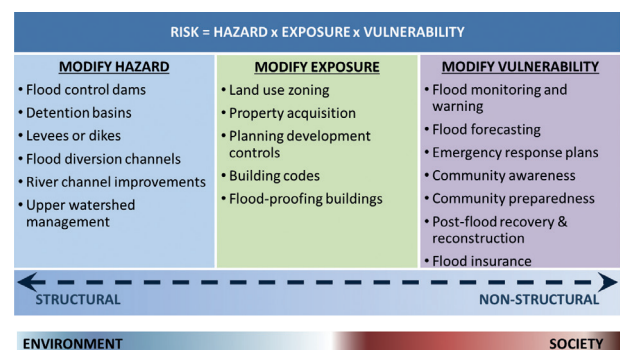 RISK = HAZARD x EXPOSURE x VULNERABILITY
MODIFY HAZARD
• Flood control dams
• Detention basins
• Levees or dikes
• Flood diversion channels
• River channel improvements
• Upper watershed
management
MODIFY EXPOSURE
• Land use zoning
• Property acquisition
• Planning development
controls
• Building codes
• Flood-proofing buildings
MODIFY VULNERABILITY
• Flood monitoring and
warning
• Flood forecasting
• Emergency response plans
• Community awareness
• Community preparedness
• Post-flood recovery &
reconstruction
• Flood insurance
STRUCTURAL
NON-STRUCTURAL
ENVIRONMENT
SOCIETY